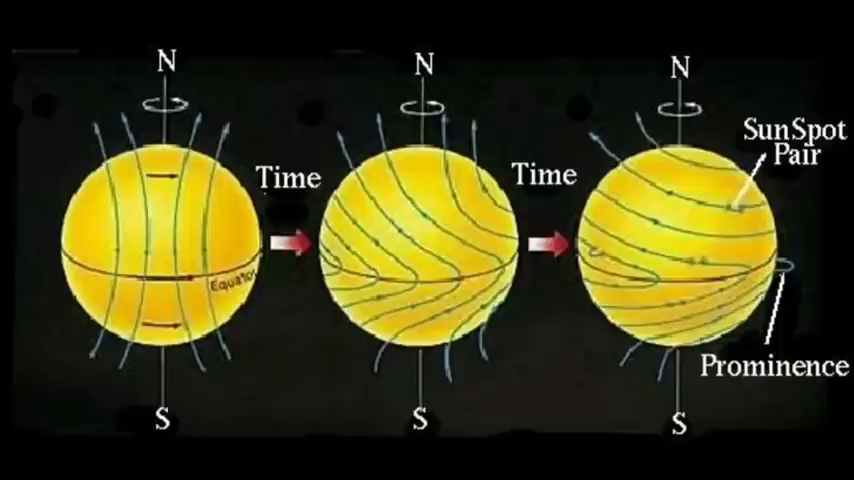 N
N
N
SunSpot
Pair
Time
Time
Equator
Prominence
S
S
S